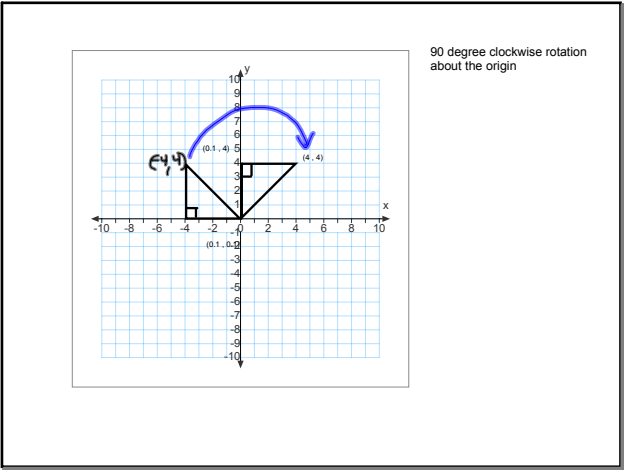 90 degree clockwise rotation
about the origin
y
10
9
8
7
6
(0.1 , 4) 5
(-4,4) 4 (4 , 4)
3
2
1
x
-10 -8 -6 -4 -2 -0 2 4 6 8 10
-1
(0.1 , 0.1) -2
-3
-4
-5
-6
-7
-8
-9
-10